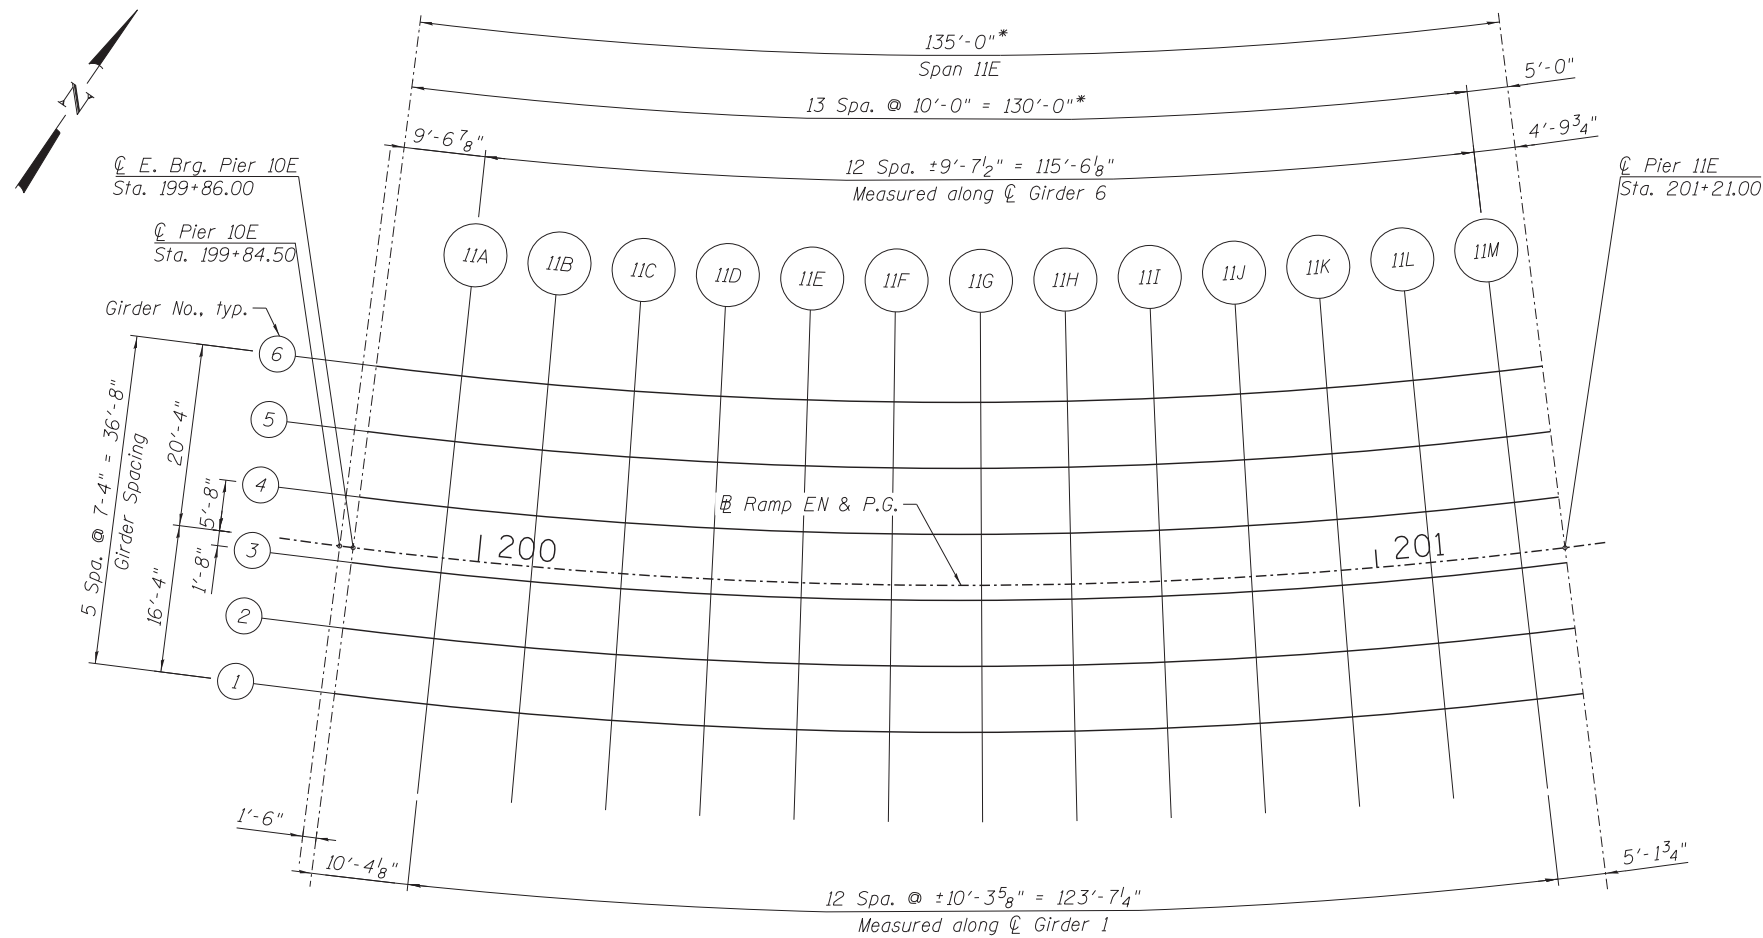 135'-0"*
Span 11E
13 Spa. @ 10'-0" = 130'-0"*
5'-0"
9'-6 7/8"
4'-9 3/4"
12 Spa. ±9'-7 1/2" = 115'-6 1/8"
Measured along ℄ Girder 6
N
℄ E. Brg. Pier 10E
Sta. 199+86.00
℄ Pier 10E
Sta. 199+84.50
℄ Pier 11E
Sta. 201+21.00
11A
11B
11C
11D
11E
11F
11G
11H
11I
11J
11K
11L
11M
Girder No., typ.
6
5
4
3
2
1
5 Spa. @ 7'-4" = 36'-8"
Girder Spacing
20'-4"
5'-8"
1'-8"
16'-4"
℄ Ramp EN & P.G.
200
201
1'-6"
10'-4 1/8"
12 Spa. @ ±10'-3 5/8" = 123'-7 1/4"
Measured along ℄ Girder 1
5'-1 3/4"